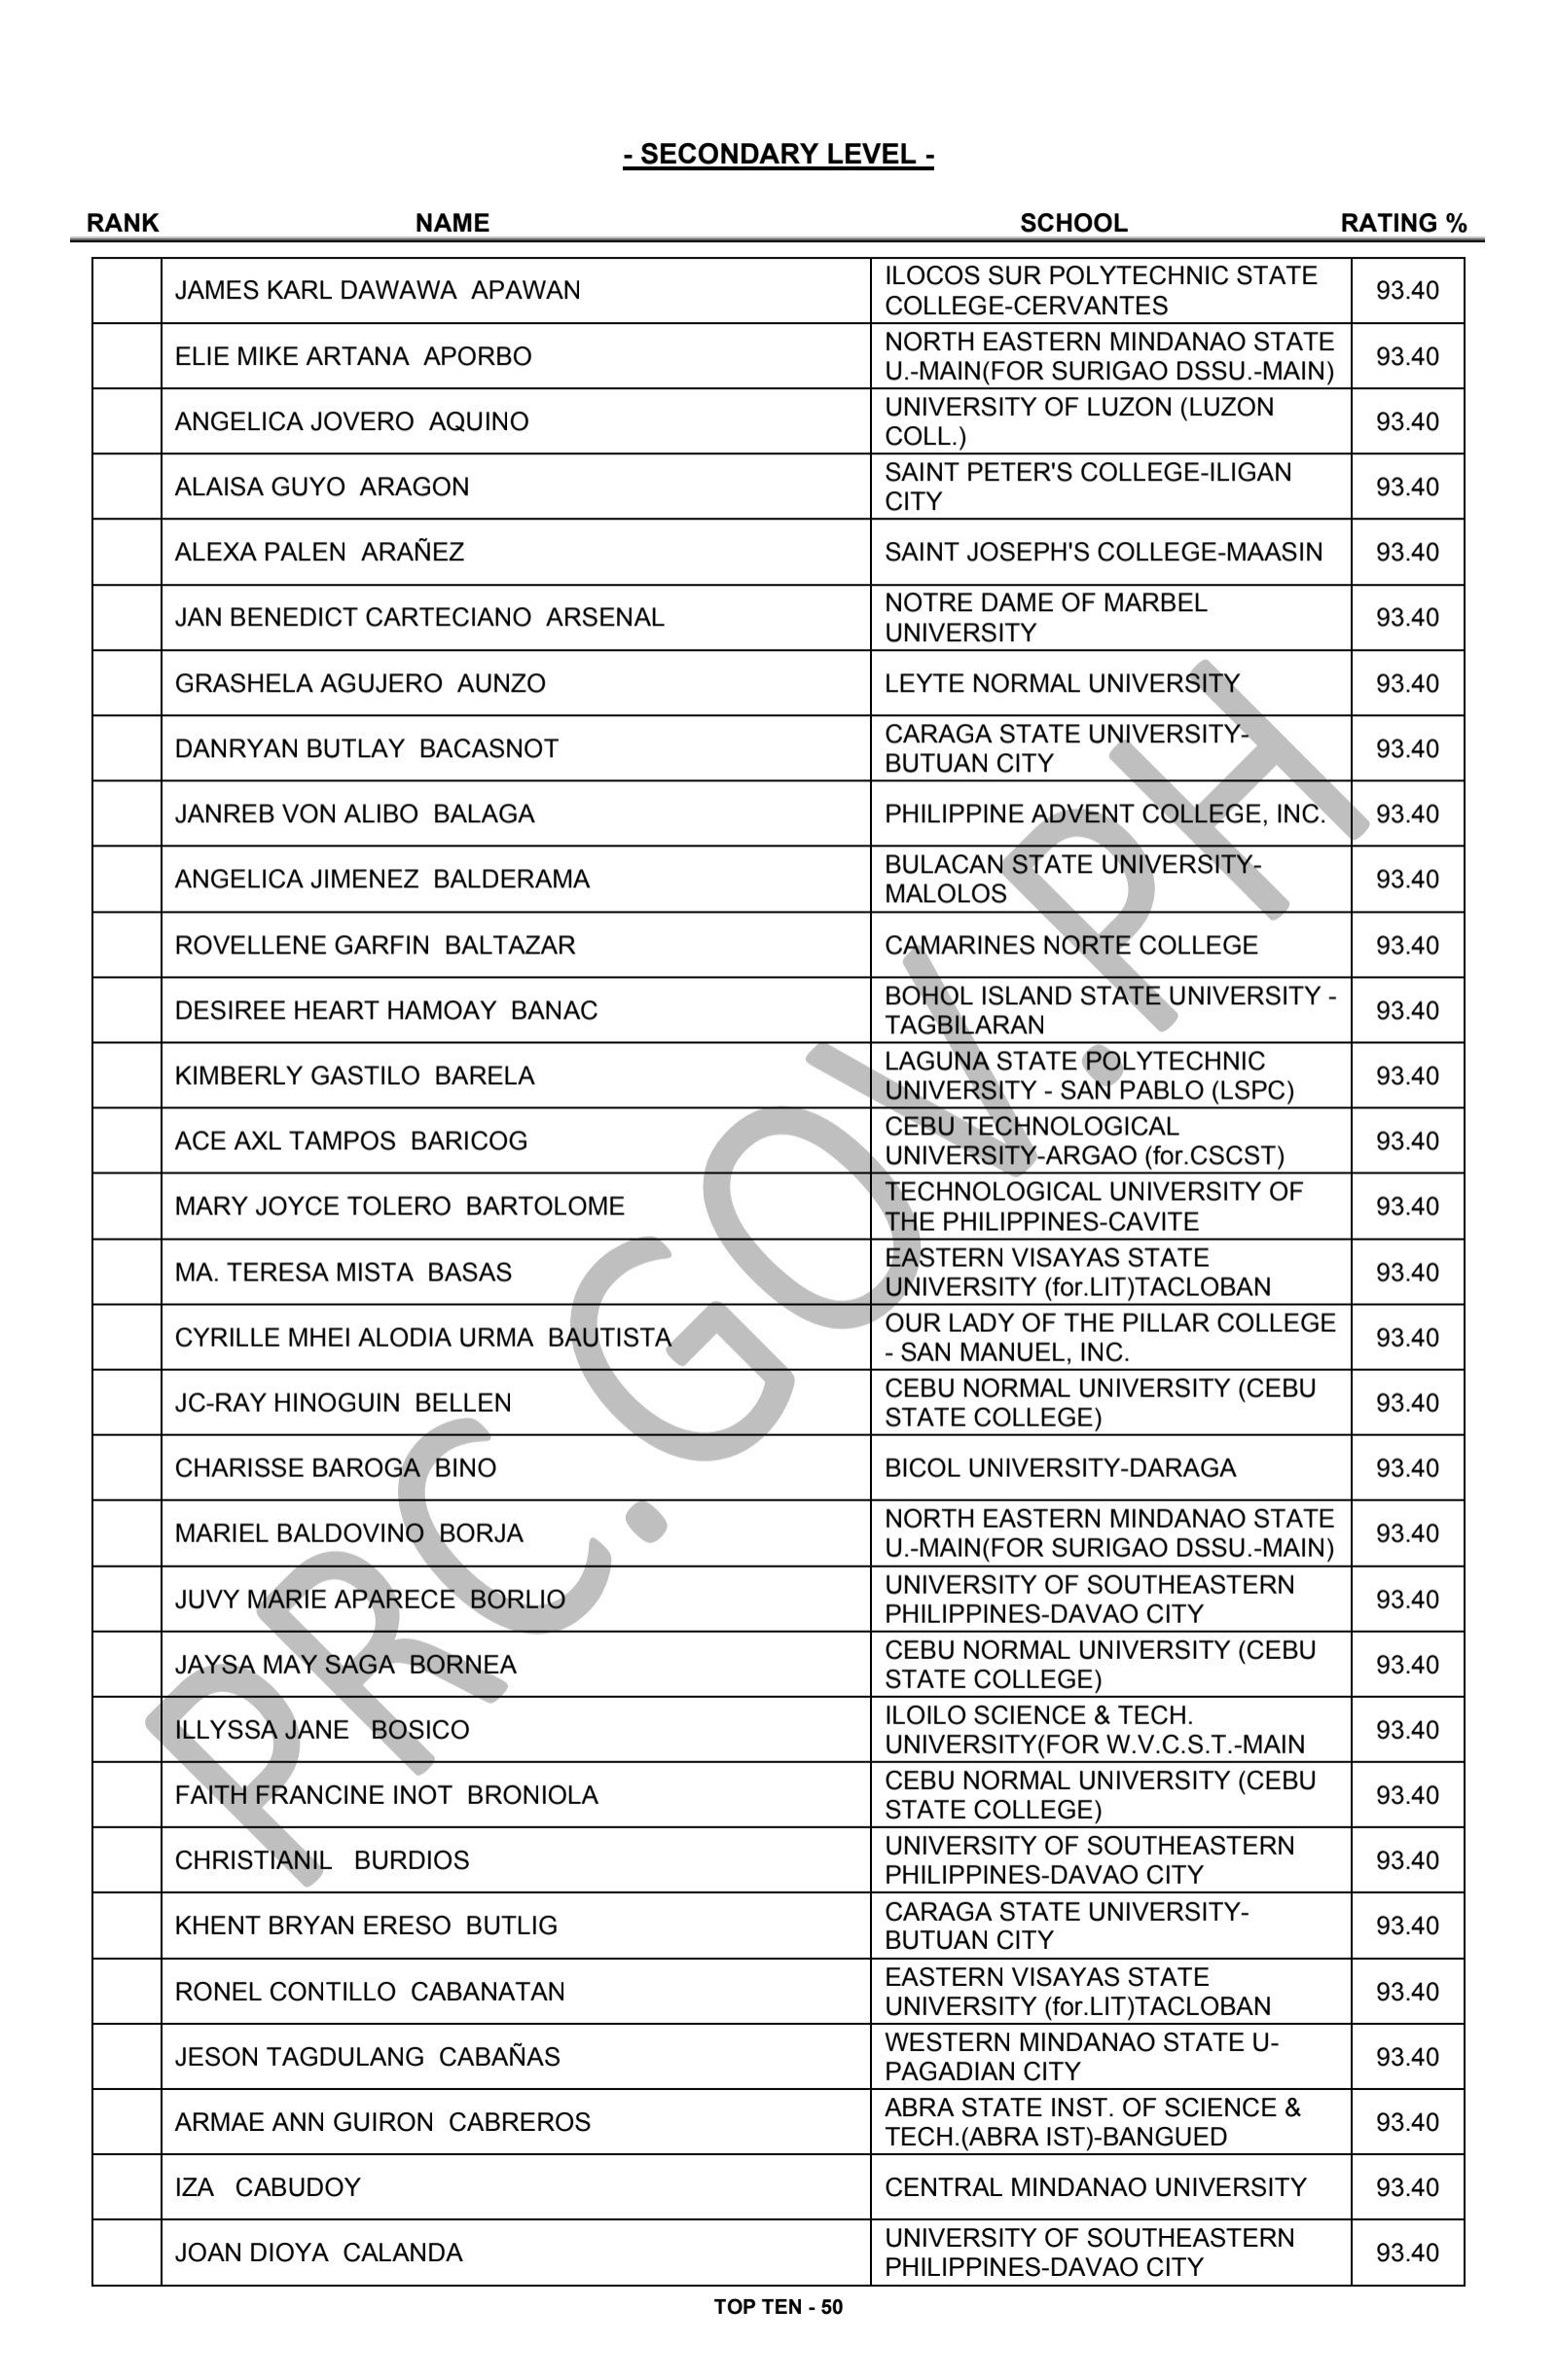 - SECONDARY LEVEL -
RANK NAME SCHOOL RATING %
JAMES KARL DAWAWA APAWAN ILOCOS SUR POLYTECHNIC STATE COLLEGE-CERVANTES 93.40
ELIE MIKE ARTANA APORBO NORTH EASTERN MINDANAO STATE U.-MAIN(FOR SURIGAO DSSU.-MAIN) 93.40
ANGELICA JOVERO AQUINO UNIVERSITY OF LUZON (LUZON COLL.) 93.40
ALAISA GUYO ARAGON SAINT PETER'S COLLEGE-ILIGAN CITY 93.40
ALEXA PALEN ARAÑEZ SAINT JOSEPH'S COLLEGE-MAASIN 93.40
JAN BENEDICT CARTECIANO ARSENAL NOTRE DAME OF MARBEL UNIVERSITY 93.40
GRASHELA AGUJERO AUNZO LEYTE NORMAL UNIVERSITY 93.40
DANRYAN BUTLAY BACASNOT CARAGA STATE UNIVERSITY-BUTUAN CITY 93.40
JANREB VON ALIBO BALAGA PHILIPPINE ADVENT COLLEGE, INC. 93.40
ANGELICA JIMENEZ BALDERAMA BULACAN STATE UNIVERSITY-MALOLOS 93.40
ROVELLENE GARFIN BALTAZAR CAMARINES NORTE COLLEGE 93.40
DESIREE HEART HAMOAY BANAC BOHOL ISLAND STATE UNIVERSITY - TAGBILARAN 93.40
KIMBERLY GASTILO BARELA LAGUNA STATE POLYTECHNIC UNIVERSITY - SAN PABLO (LSPC) 93.40
ACE AXL TAMPOS BARICOG CEBU TECHNOLOGICAL UNIVERSITY-ARGAO (for.CSCST) 93.40
MARY JOYCE TOLERO BARTOLOME TECHNOLOGICAL UNIVERSITY OF THE PHILIPPINES-CAVITE 93.40
MA. TERESA MISTA BASAS EASTERN VISAYAS STATE UNIVERSITY (for.LIT)TACLOBAN 93.40
CYRILLE MHEI ALODIA URMA BAUTISTA OUR LADY OF THE PILLAR COLLEGE - SAN MANUEL, INC. 93.40
JC-RAY HINOGUIN BELLEN CEBU NORMAL UNIVERSITY (CEBU STATE COLLEGE) 93.40
CHARISSE BAROGA BINO BICOL UNIVERSITY-DARAGA 93.40
MARIEL BALDOVINO BORJA NORTH EASTERN MINDANAO STATE U.-MAIN(FOR SURIGAO DSSU.-MAIN) 93.40
JUVY MARIE APARECE BORLIO UNIVERSITY OF SOUTHEASTERN PHILIPPINES-DAVAO CITY 93.40
JAYSA MAY SAGA BORNEA CEBU NORMAL UNIVERSITY (CEBU STATE COLLEGE) 93.40
ILLYSSA JANE BOSICO ILOILO SCIENCE & TECH. UNIVERSITY(FOR W.V.C.S.T.-MAIN 93.40
FAITH FRANCINE INOT BRONIOLA CEBU NORMAL UNIVERSITY (CEBU STATE COLLEGE) 93.40
CHRISTIANIL BURDIOS UNIVERSITY OF SOUTHEASTERN PHILIPPINES-DAVAO CITY 93.40
KHENT BRYAN ERESO BUTLIG CARAGA STATE UNIVERSITY-BUTUAN CITY 93.40
RONEL CONTILLO CABANATAN EASTERN VISAYAS STATE UNIVERSITY (for.LIT)TACLOBAN 93.40
JESON TAGDULANG CABAÑAS WESTERN MINDANAO STATE U-PAGADIAN CITY 93.40
ARMAE ANN GUIRON CABREROS ABRA STATE INST. OF SCIENCE & TECH.(ABRA IST)-BANGUED 93.40
IZA CABUDOY CENTRAL MINDANAO UNIVERSITY 93.40
JOAN DIOYA CALANDA UNIVERSITY OF SOUTHEASTERN PHILIPPINES-DAVAO CITY 93.40
TOP TEN - 50
PRC.GOV.PH